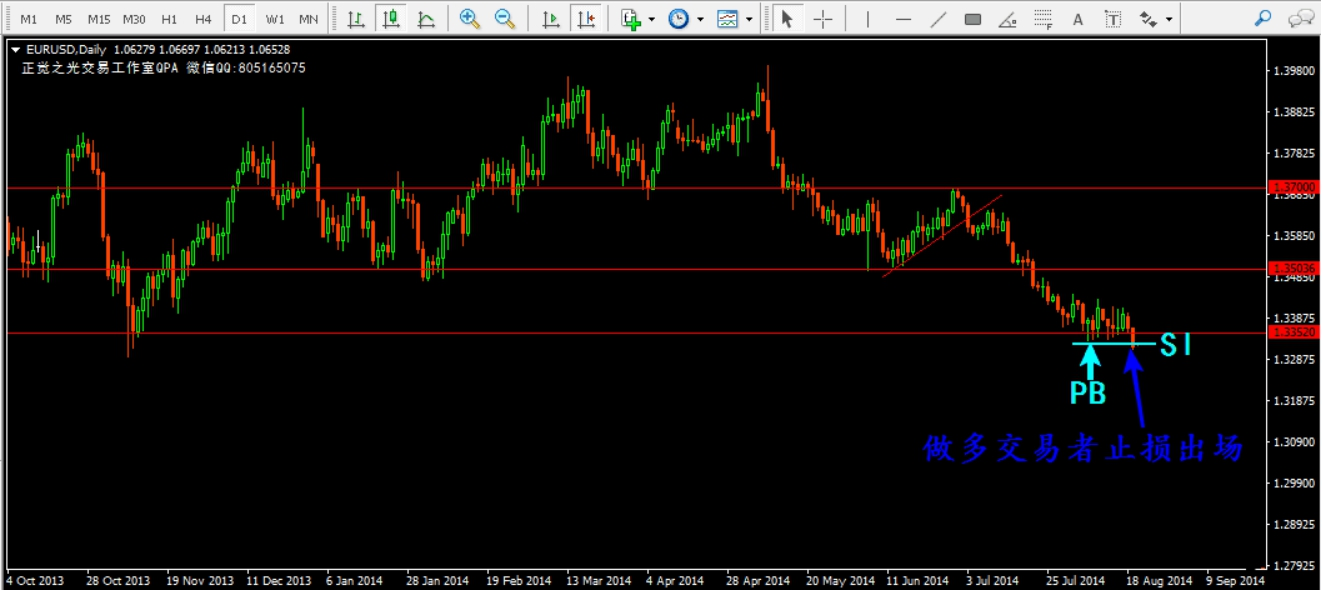 M1 M5 M15 M30 H1 H4 D1 W1 MN F A T
EURUSD,Daily 1.06279 1.06697 1.06213 1.06528
正觉之光交易工作室QPA 微信QQ:805165075
1.39800
1.38825
1.37825
1.37000
1.36850
1.35850
1.35036
1.34850
1.33875
1.33520
SI
1.32875
PB
1.31875
做多交易者止损出场
1.30900
1.29900
1.28925
1.27925
4 Oct 2013 28 Oct 2013 19 Nov 2013 11 Dec 2013 6 Jan 2014 28 Jan 2014 19 Feb 2014 13 Mar 2014 4 Apr 2014 28 Apr 2014 20 May 2014 11 Jun 2014 3 Jul 2014 25 Jul 2014 18 Aug 2014 9 Sep 2014